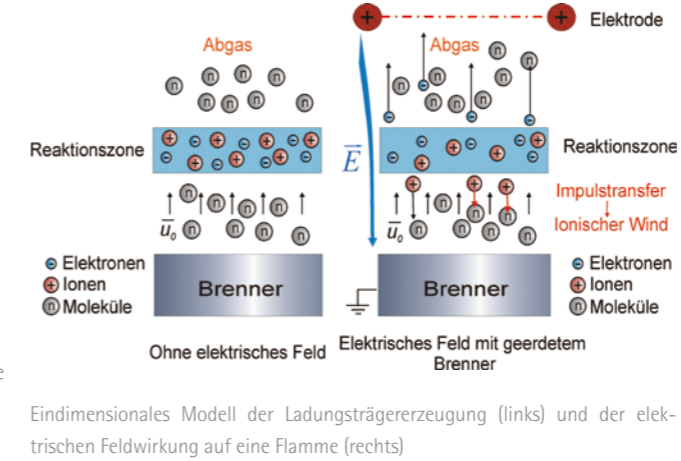 Elektrode
Abgas
Abgas
Reaktionszone
Reaktionszone
E
Impulstransfer
Ionischer Wind
u₀
u₀
Elektronen
Ionen
Moleküle
Brenner
Brenner
Elektronen
Ionen
Moleküle
Ohne elektrisches Feld
Elektrisches Feld mit geerdetem
Brenner
e
Eindimensionales Modell der Ladungsträgererzeugung (links) und der elek-
trischen Feldwirkung auf eine Flamme (rechts)